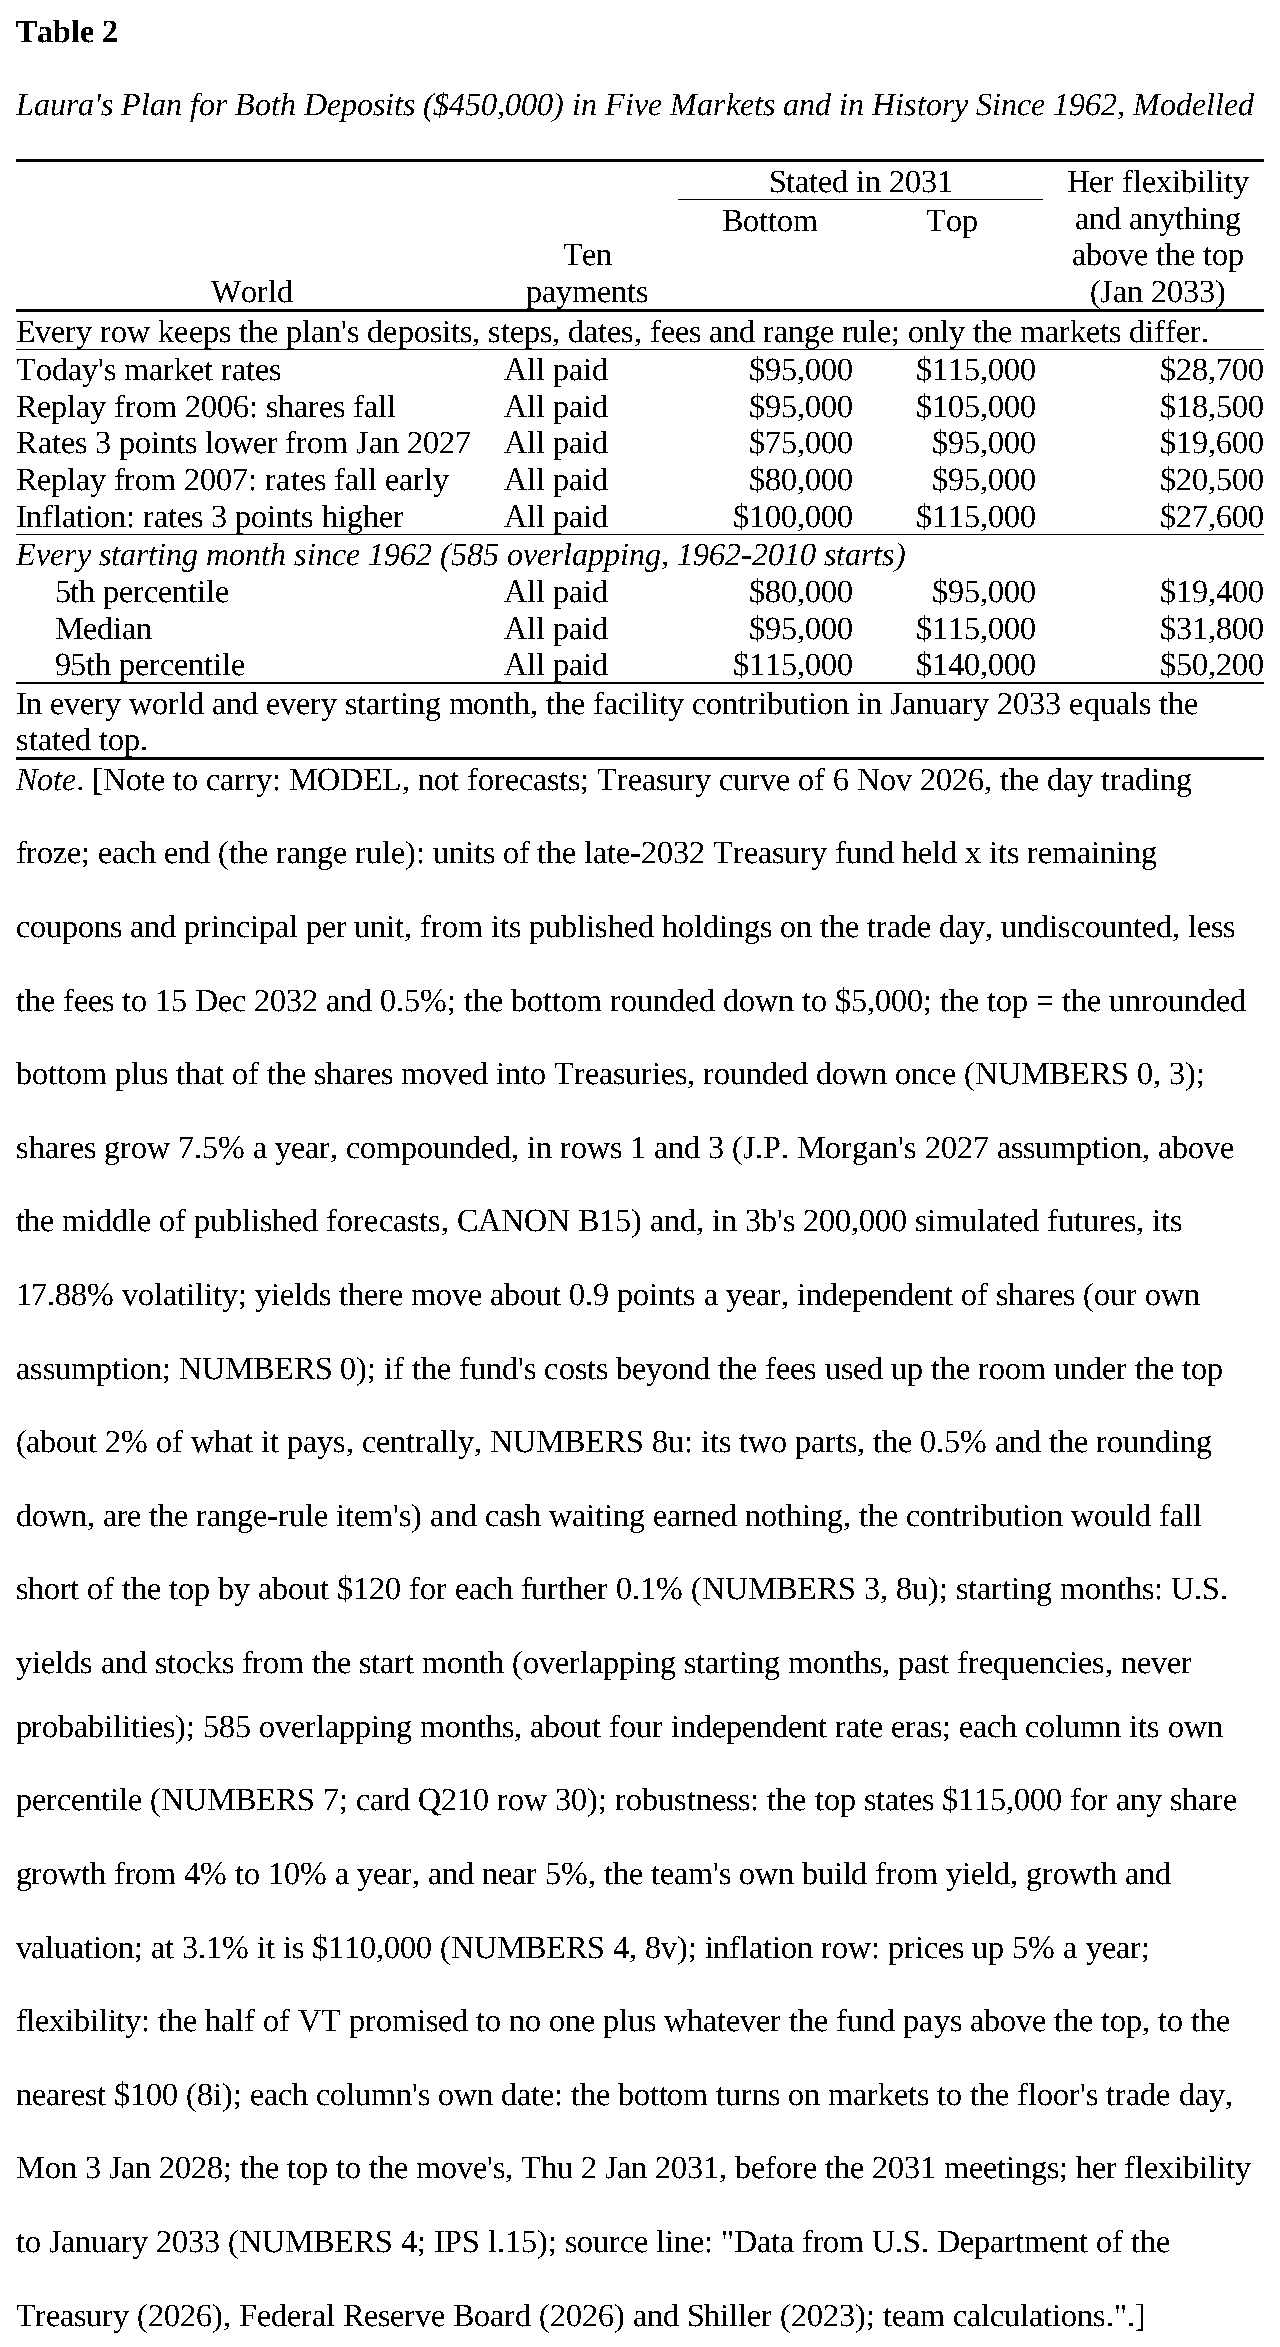 Table 2
Laura's Plan for Both Deposits ($450,000) in Five Markets and in History Since 1962, Modelled
World
Ten payments
Stated in 2031
Bottom
Top
Her flexibility and anything above the top (Jan 2033)
Every row keeps the plan's deposits, steps, dates, fees and range rule; only the markets differ.
Today's market rates All paid $95,000 $115,000 $28,700
Replay from 2006: shares fall All paid $95,000 $105,000 $18,500
Rates 3 points lower from Jan 2027 All paid $75,000 $95,000 $19,600
Replay from 2007: rates fall early All paid $80,000 $95,000 $20,500
Inflation: rates 3 points higher All paid $100,000 $115,000 $27,600
Every starting month since 1962 (585 overlapping, 1962-2010 starts)
5th percentile All paid $80,000 $95,000 $19,400
Median All paid $95,000 $115,000 $31,800
95th percentile All paid $115,000 $140,000 $50,200
In every world and every starting month, the facility contribution in January 2033 equals the
stated top.
Note. [Note to carry: MODEL, not forecasts; Treasury curve of 6 Nov 2026, the day trading
froze; each end (the range rule): units of the late-2032 Treasury fund held x its remaining
coupons and principal per unit, from its published holdings on the trade day, undiscounted, less
the fees to 15 Dec 2032 and 0.5%; the bottom rounded down to $5,000; the top = the unrounded
bottom plus that of the shares moved into Treasuries, rounded down once (NUMBERS 0, 3);
shares grow 7.5% a year, compounded, in rows 1 and 3 (J.P. Morgan's 2027 assumption, above
the middle of published forecasts, CANON B15) and, in 3b's 200,000 simulated futures, its
17.88% volatility; yields there move about 0.9 points a year, independent of shares (our own
assumption; NUMBERS 0); if the fund's costs beyond the fees used up the room under the top
(about 2% of what it pays, centrally, NUMBERS 8u: its two parts, the 0.5% and the rounding
down, are the range-rule item's) and cash waiting earned nothing, the contribution would fall
short of the top by about $120 for each further 0.1% (NUMBERS 3, 8u); starting months: U.S.
yields and stocks from the start month (overlapping starting months, past frequencies, never
probabilities); 585 overlapping months, about four independent rate eras; each column its own
percentile (NUMBERS 7; card Q210 row 30); robustness: the top states $115,000 for any share
growth from 4% to 10% a year, and near 5%, the team's own build from yield, growth and
valuation; at 3.1% it is $110,000 (NUMBERS 4, 8v); inflation row: prices up 5% a year;
flexibility: the half of VT promised to no one plus whatever the fund pays above the top, to the
nearest $100 (8i); each column's own date: the bottom turns on markets to the floor's trade day,
Mon 3 Jan 2028; the top to the move's, Thu 2 Jan 2031, before the 2031 meetings; her flexibility
to January 2033 (NUMBERS 4; IPS l.15); source line: "Data from U.S. Department of the
Treasury (2026), Federal Reserve Board (2026) and Shiller (2023); team calculations.".]